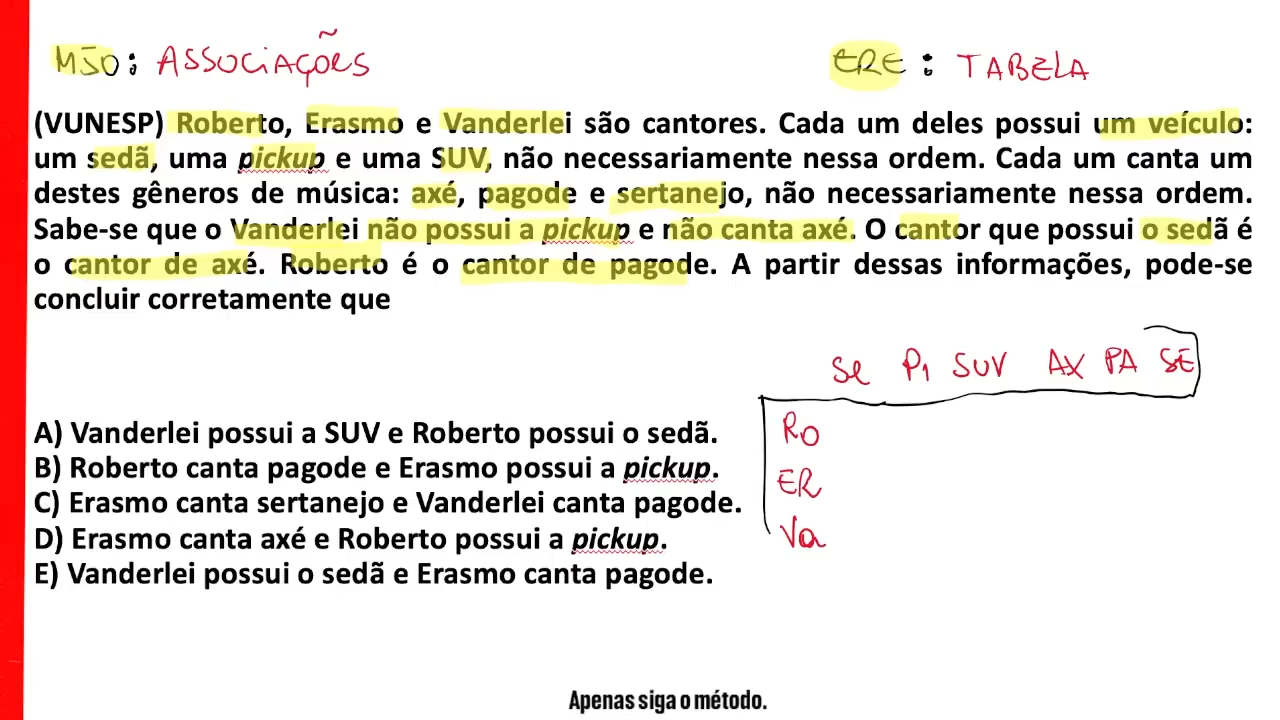 MJO: ASSOCIAÇÕES
ERE: TABELA
(VUNESP) Roberto, Erasmo e Vanderlei são cantores. Cada um deles possui um veículo:
um sedã, uma pickup e uma SUV, não necessariamente nessa ordem. Cada um canta um
destes gêneros de música: axé, pagode e sertanejo, não necessariamente nessa ordem.
Sabe-se que o Vanderlei não possui a pickup e não canta axé. O cantor que possui o sedã é
o cantor de axé. Roberto é o cantor de pagode. A partir dessas informações, pode-se
concluir corretamente que
Se Pi SUV AX PA SE
RO
ER
Va
A) Vanderlei possui a SUV e Roberto possui o sedã.
B) Roberto canta pagode e Erasmo possui a pickup.
C) Erasmo canta sertanejo e Vanderlei canta pagode.
D) Erasmo canta axé e Roberto possui a pickup.
E) Vanderlei possui o sedã e Erasmo canta pagode.
Apenas siga o método.